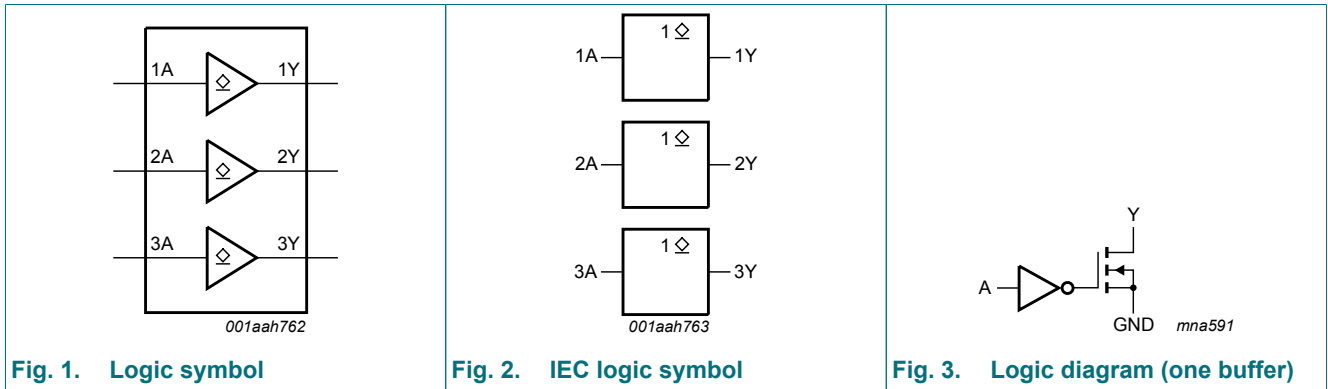 1A
1Y
2A
2Y
3A
3Y
001aah762
Fig. 1. Logic symbol
1
1A
1Y
1
2A
2Y
1
3A
3Y
001aah763
Fig. 2. IEC logic symbol
Y
A
GND
mna591
Fig. 3. Logic diagram (one buffer)